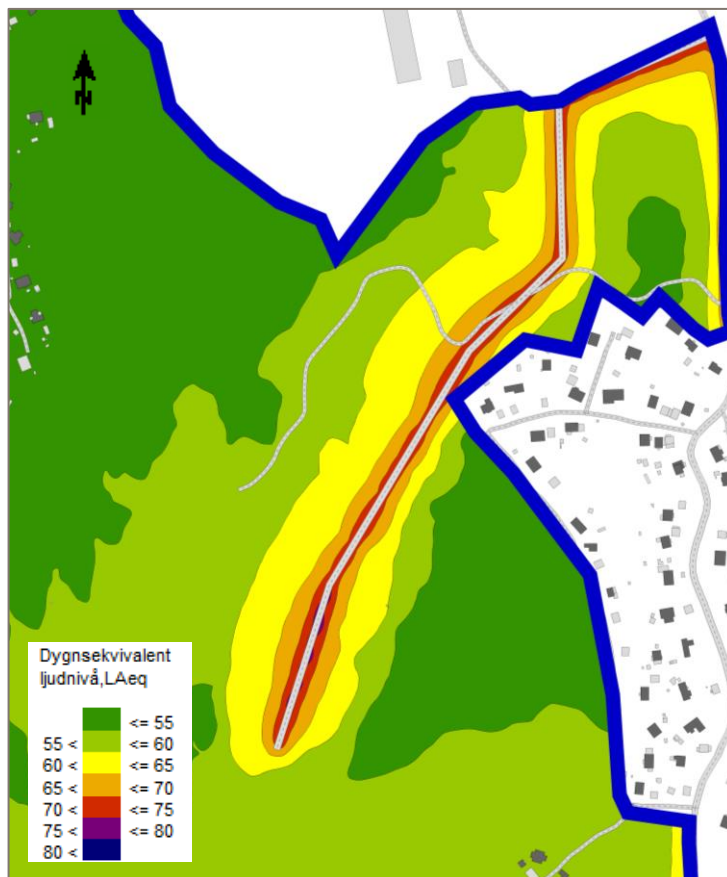 Dygnsekvivalent
ljudnivå,LAeq
<= 55
55 < <= 60
60 < <= 65
65 < <= 70
70 < <= 75
75 < <= 80
80 <